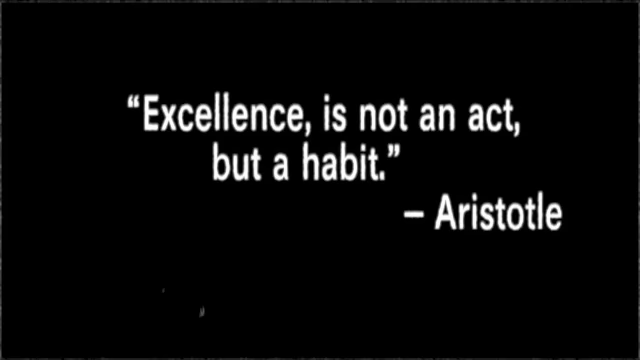 “Excellence, is not an act,
but a habit.”
– Aristotle